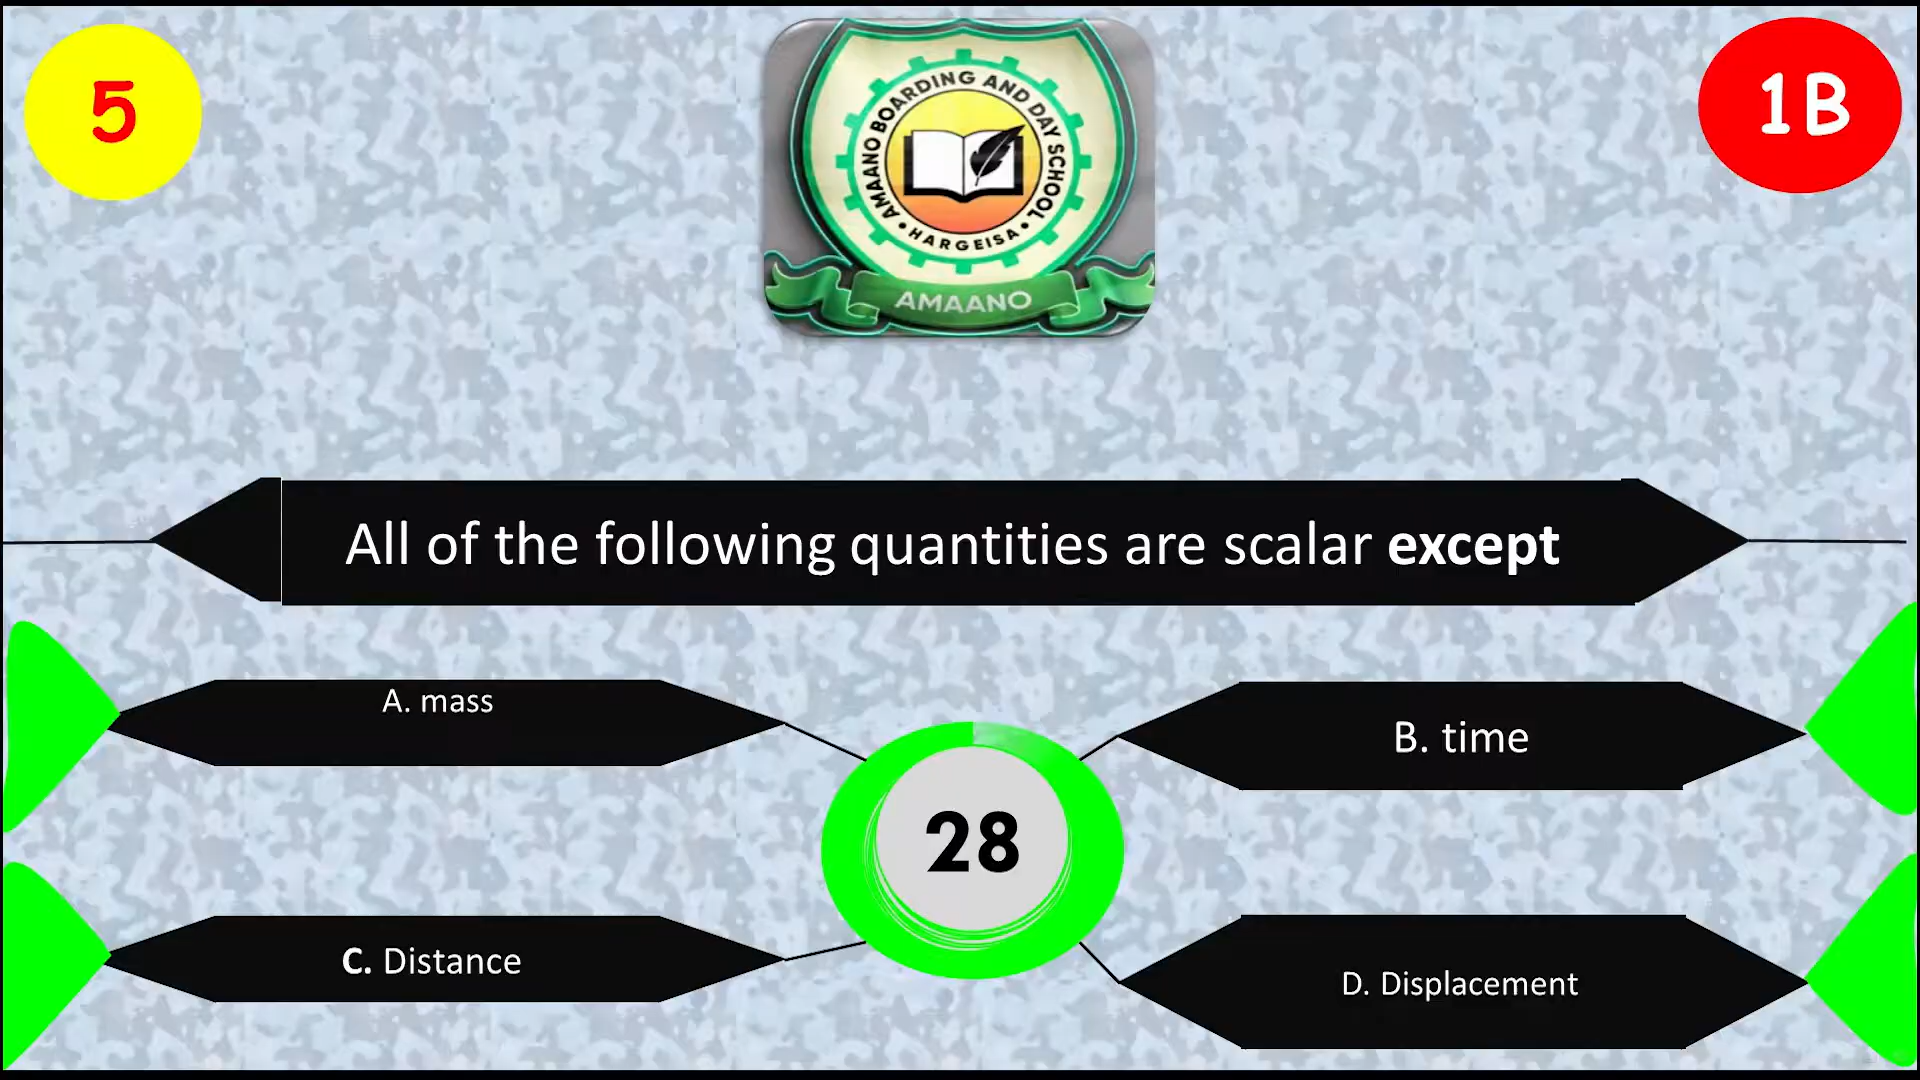 5
1B
AMAANO BOARDING AND DAY SCHOOL
• HARGEISA •
AMAANO
All of the following quantities are scalar except
A. mass
B. time
28
C. Distance
D. Displacement